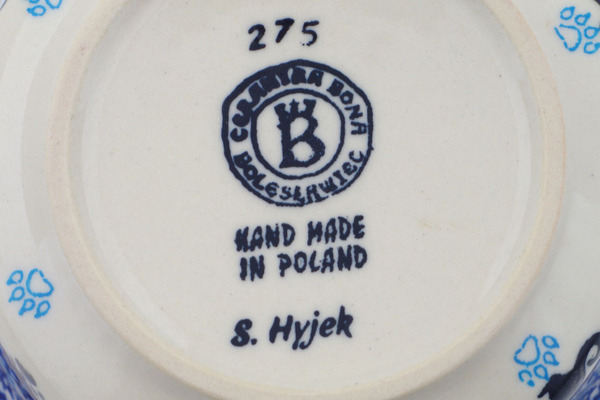 275
CERAMIKA BONA
B
BOLESŁAWIEC
HAND MADE
IN POLAND
S. Hyjek